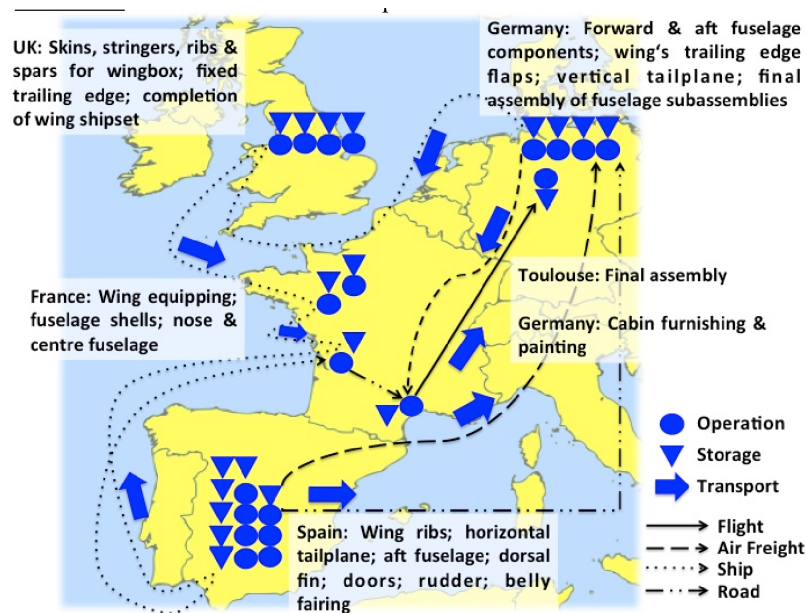 UK: Skins, stringers, ribs &
spars for wingbox; fixed
trailing edge; completion
of wing shipset
Germany: Forward & aft fuselage
components; wing's trailing edge
flaps; vertical tailplane; final
assembly of fuselage subassemblies
France: Wing equipping;
fuselage shells; nose &
centre fuselage
Toulouse: Final assembly
Germany: Cabin furnishing &
painting
Spain: Wing ribs; horizontal
tailplane; aft fuselage; dorsal
fin; doors; rudder; belly
fairing
Operation
Storage
Transport
Flight
Air Freight
Ship
Road